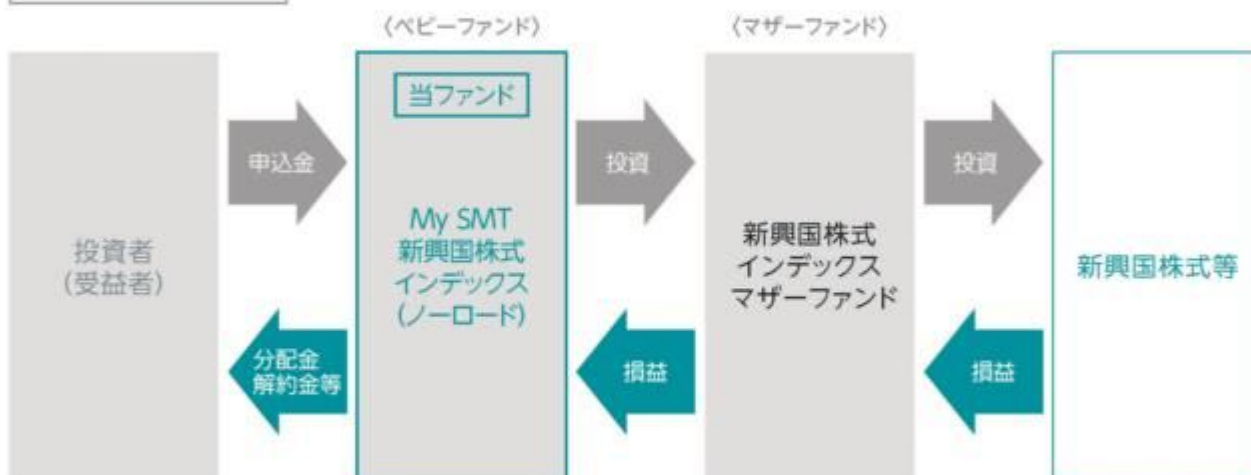 〈ベビーファンド〉
〈マザーファンド〉
投資者
(受益者)
申込金
分配金
解約金等
当ファンド
My SMT
新興国株式
インデックス
(ノーロード)
投資
損益
新興国株式
インデックス
マザーファンド
投資
損益
新興国株式等